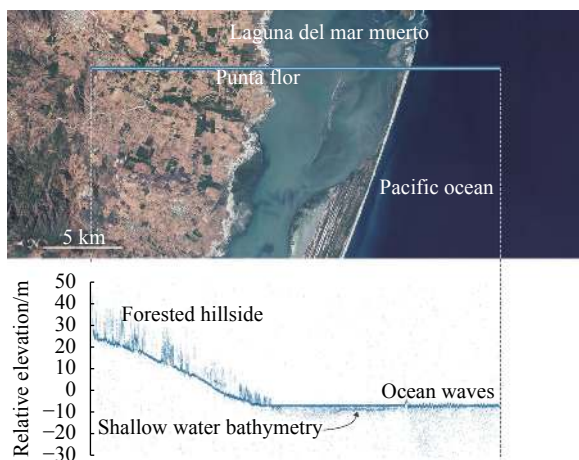 Laguna del mar muerto
Punta flor
Pacific ocean
5 km
50
40
30
20
10
0
−10
−20
−30
Relative elevation/m
Forested hillside
Ocean waves
Shallow water bathymetry